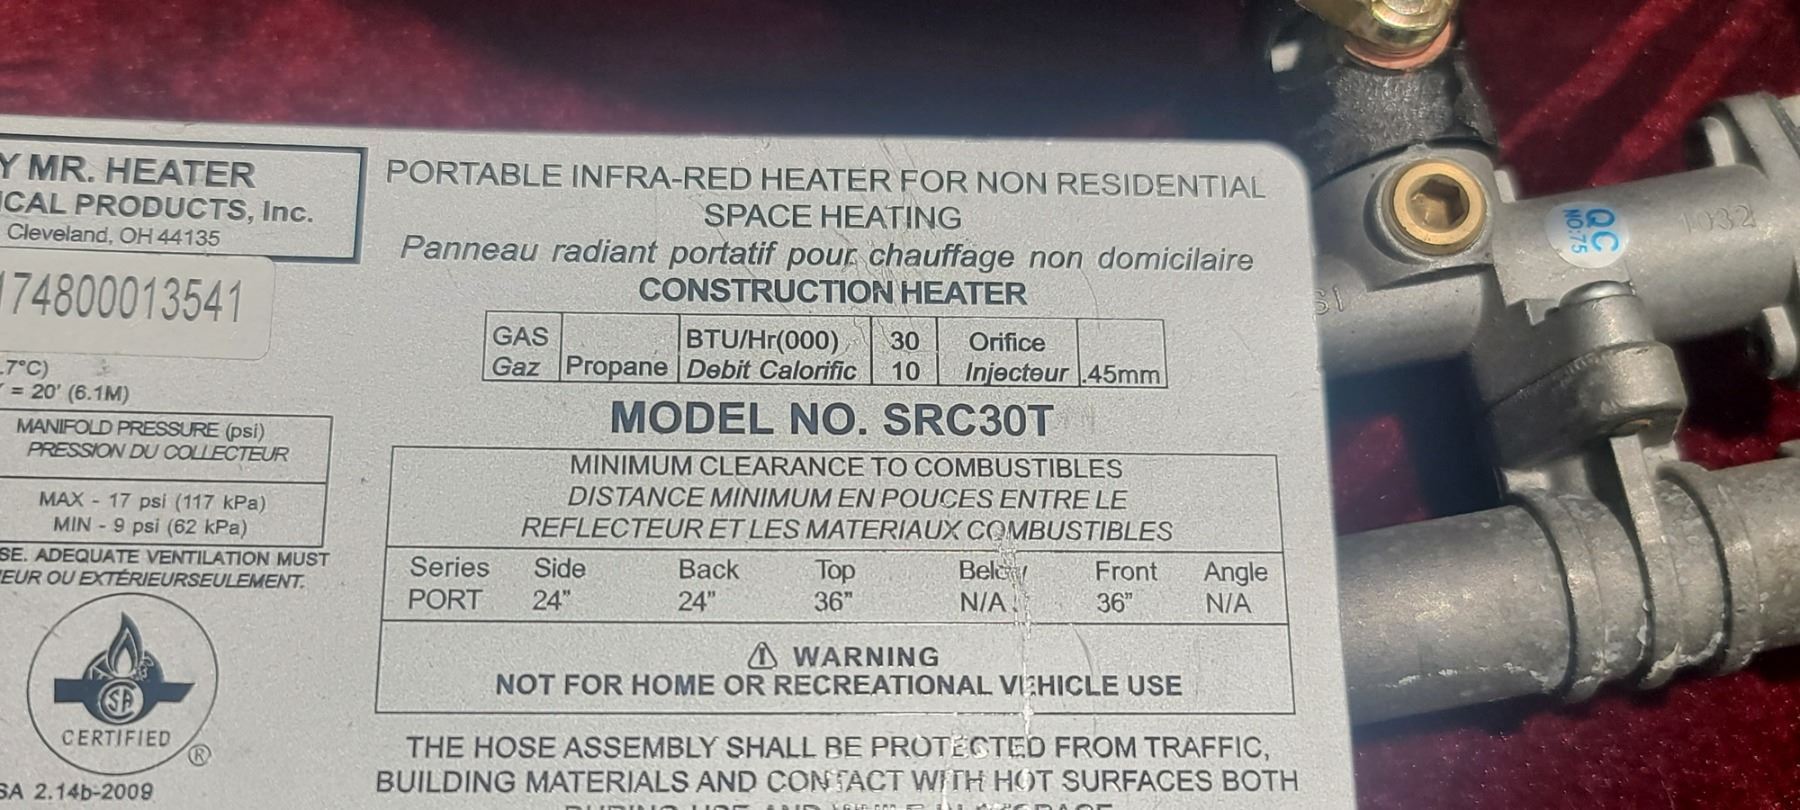 Y MR. HEATER
ICAL PRODUCTS, Inc.
Cleveland, OH 44135
174800013541
.7°C)
= 20' (6.1M)
MANIFOLD PRESSURE (psi)
PRESSION DU COLLECTEUR
MAX - 17 psi (117 kPa)
MIN - 9 psi (62 kPa)
SE. ADEQUATE VENTILATION MUST
EUR OU EXTÉRIEURSEULEMENT.
SA
CERTIFIED
®
SA 2.14b-2009
PORTABLE INFRA-RED HEATER FOR NON RESIDENTIAL
SPACE HEATING
Panneau radiant portatif pour chauffage non domicilaire
CONSTRUCTION HEATER
GAS BTU/Hr(000) 30 Orifice
Gaz Propane Debit Calorific 10 Injecteur .45mm
MODEL NO. SRC30T
MINIMUM CLEARANCE TO COMBUSTIBLES
DISTANCE MINIMUM EN POUCES ENTRE LE
REFLECTEUR ET LES MATERIAUX COMBUSTIBLES
Series Side Back Top Below Front Angle
PORT 24" 24" 36" N/A 36" N/A
WARNING
NOT FOR HOME OR RECREATIONAL VEHICLE USE
THE HOSE ASSEMBLY SHALL BE PROTECTED FROM TRAFFIC,
BUILDING MATERIALS AND CONTACT WITH HOT SURFACES BOTH
QC
NO:75
1032
SI